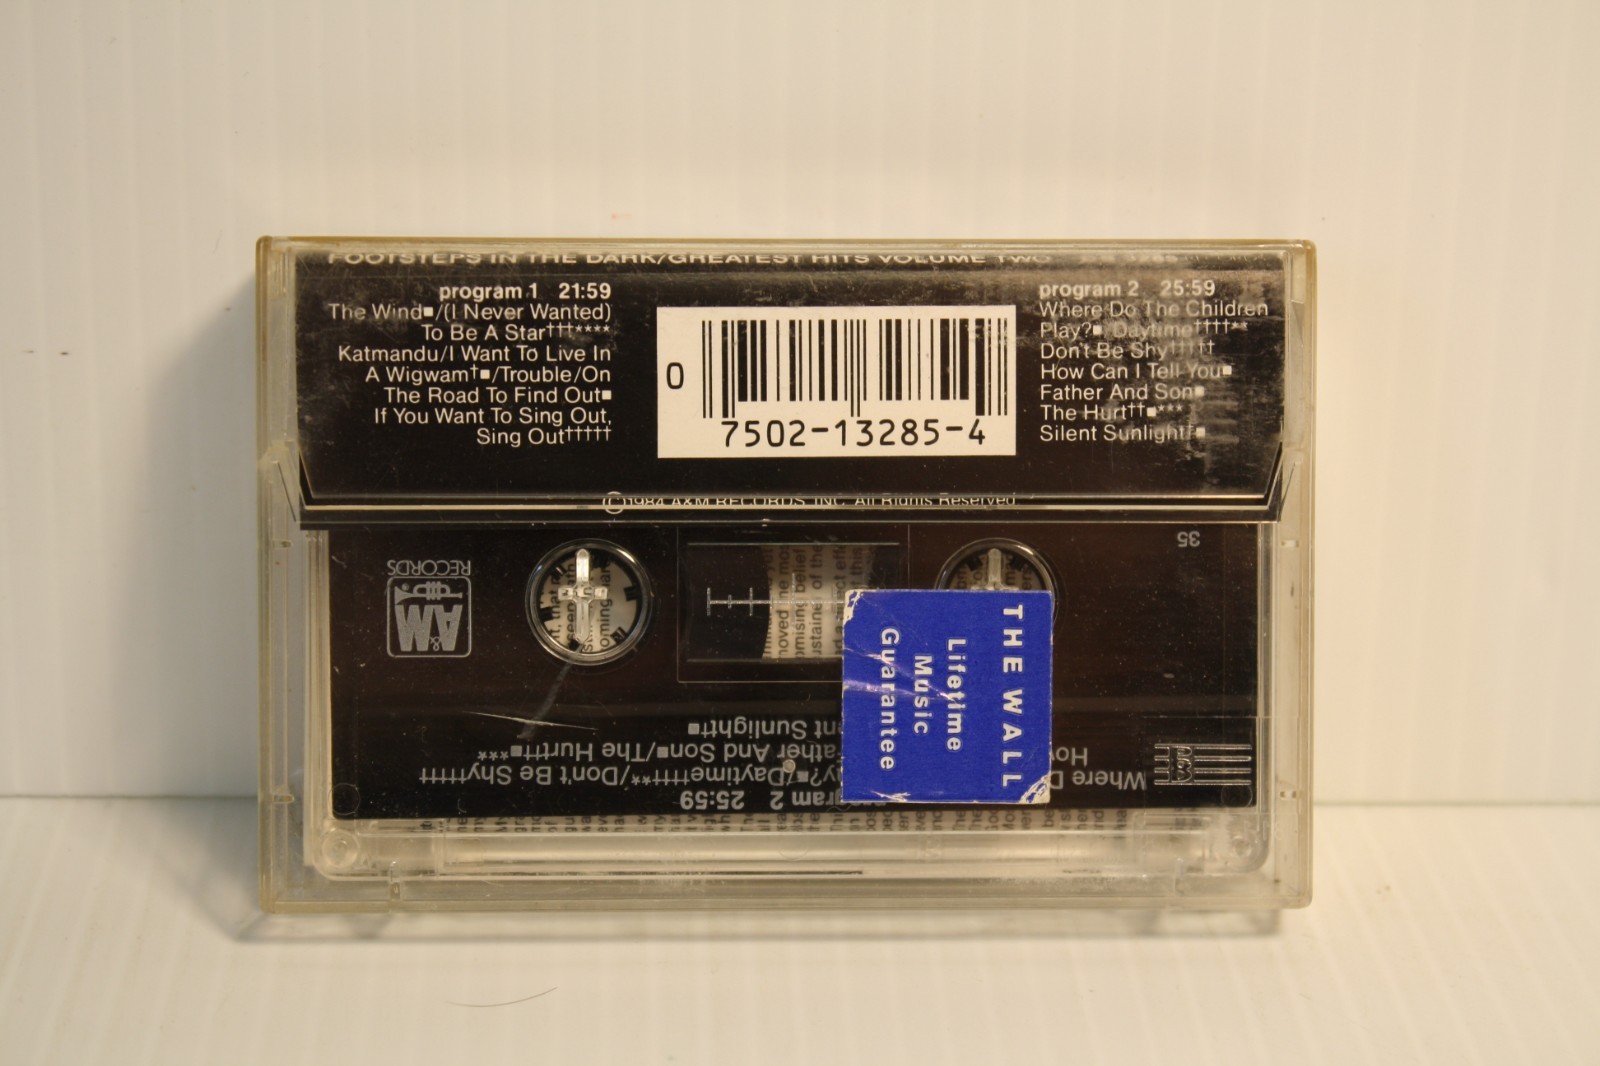 FOOTSTEPS IN THE DARK/GREATEST HITS VOLUME TWO
program 1 21:59
The Wind■/(I Never Wanted)
To Be A Star†††****
Katmandu/I Want To Live In
A Wigwam†■/Trouble/On
The Road To Find Out■
If You Want To Sing Out,
Sing Out†††††
0
7502-13285-4
program 2 25:59
Where Do The Children
Play?■/Daytime††††**
Don't Be Shy†††††
How Can I Tell You■
Father And Son■
The Hurt††■***
Silent Sunlight†■
©1984 A&M RECORDS, INC. All Rights Reserved
35
A&M
RECORDS
THE WALL
Lifetime
Music
Guarantee
program 2 25:59
Where
/Daytime††††**/Don't Be Shy†††††
And Son■/The Hurt††■***
Sunlight†■